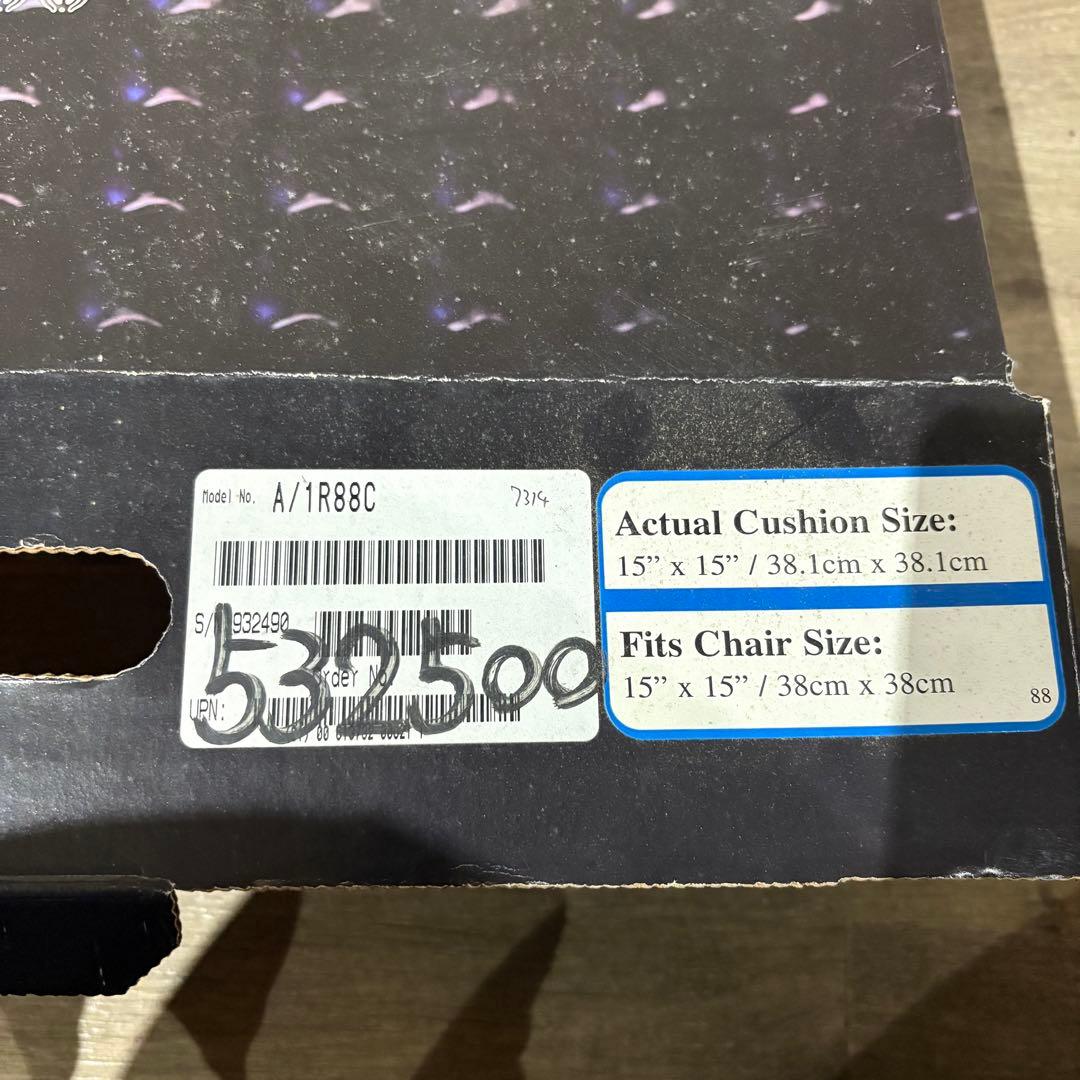 Model No. A/1R88C
7314
S/N 932490
532500
Order No
UPN:
Actual Cushion Size:
15” x 15” / 38.1cm x 38.1cm
Fits Chair Size:
15” x 15” / 38cm x 38cm
88